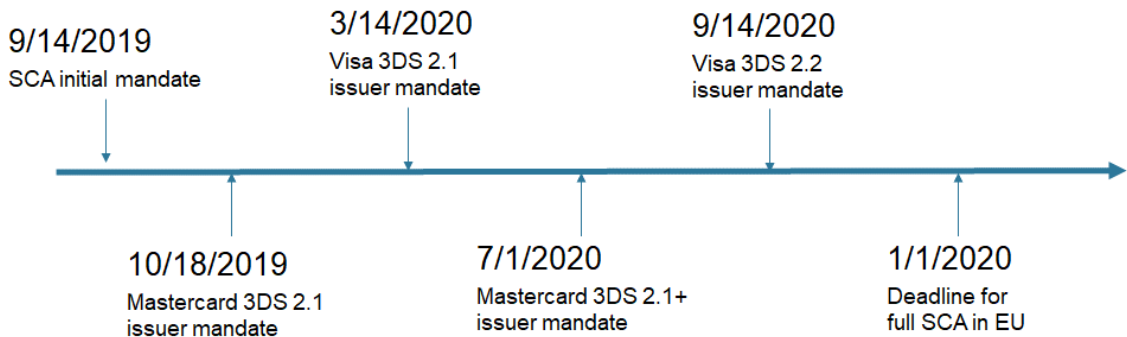 9/14/2019
SCA initial mandate
3/14/2020
Visa 3DS 2.1
issuer mandate
9/14/2020
Visa 3DS 2.2
issuer mandate
10/18/2019
Mastercard 3DS 2.1
issuer mandate
7/1/2020
Mastercard 3DS 2.1+
issuer mandate
1/1/2020
Deadline for
full SCA in EU